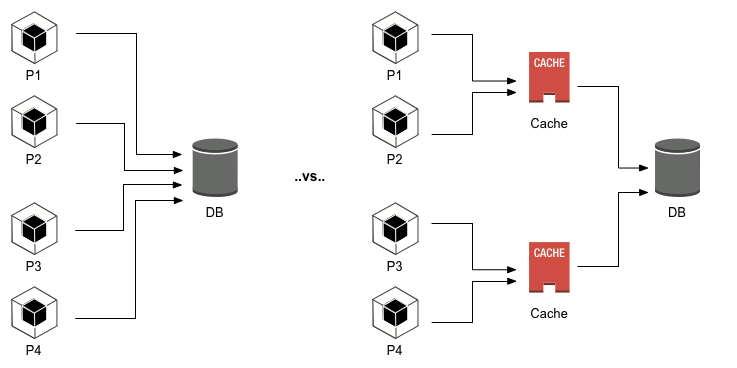 P1
P2
P3
P4
DB
..vs..
P1
P2
P3
P4
CACHE
Cache
CACHE
Cache
DB